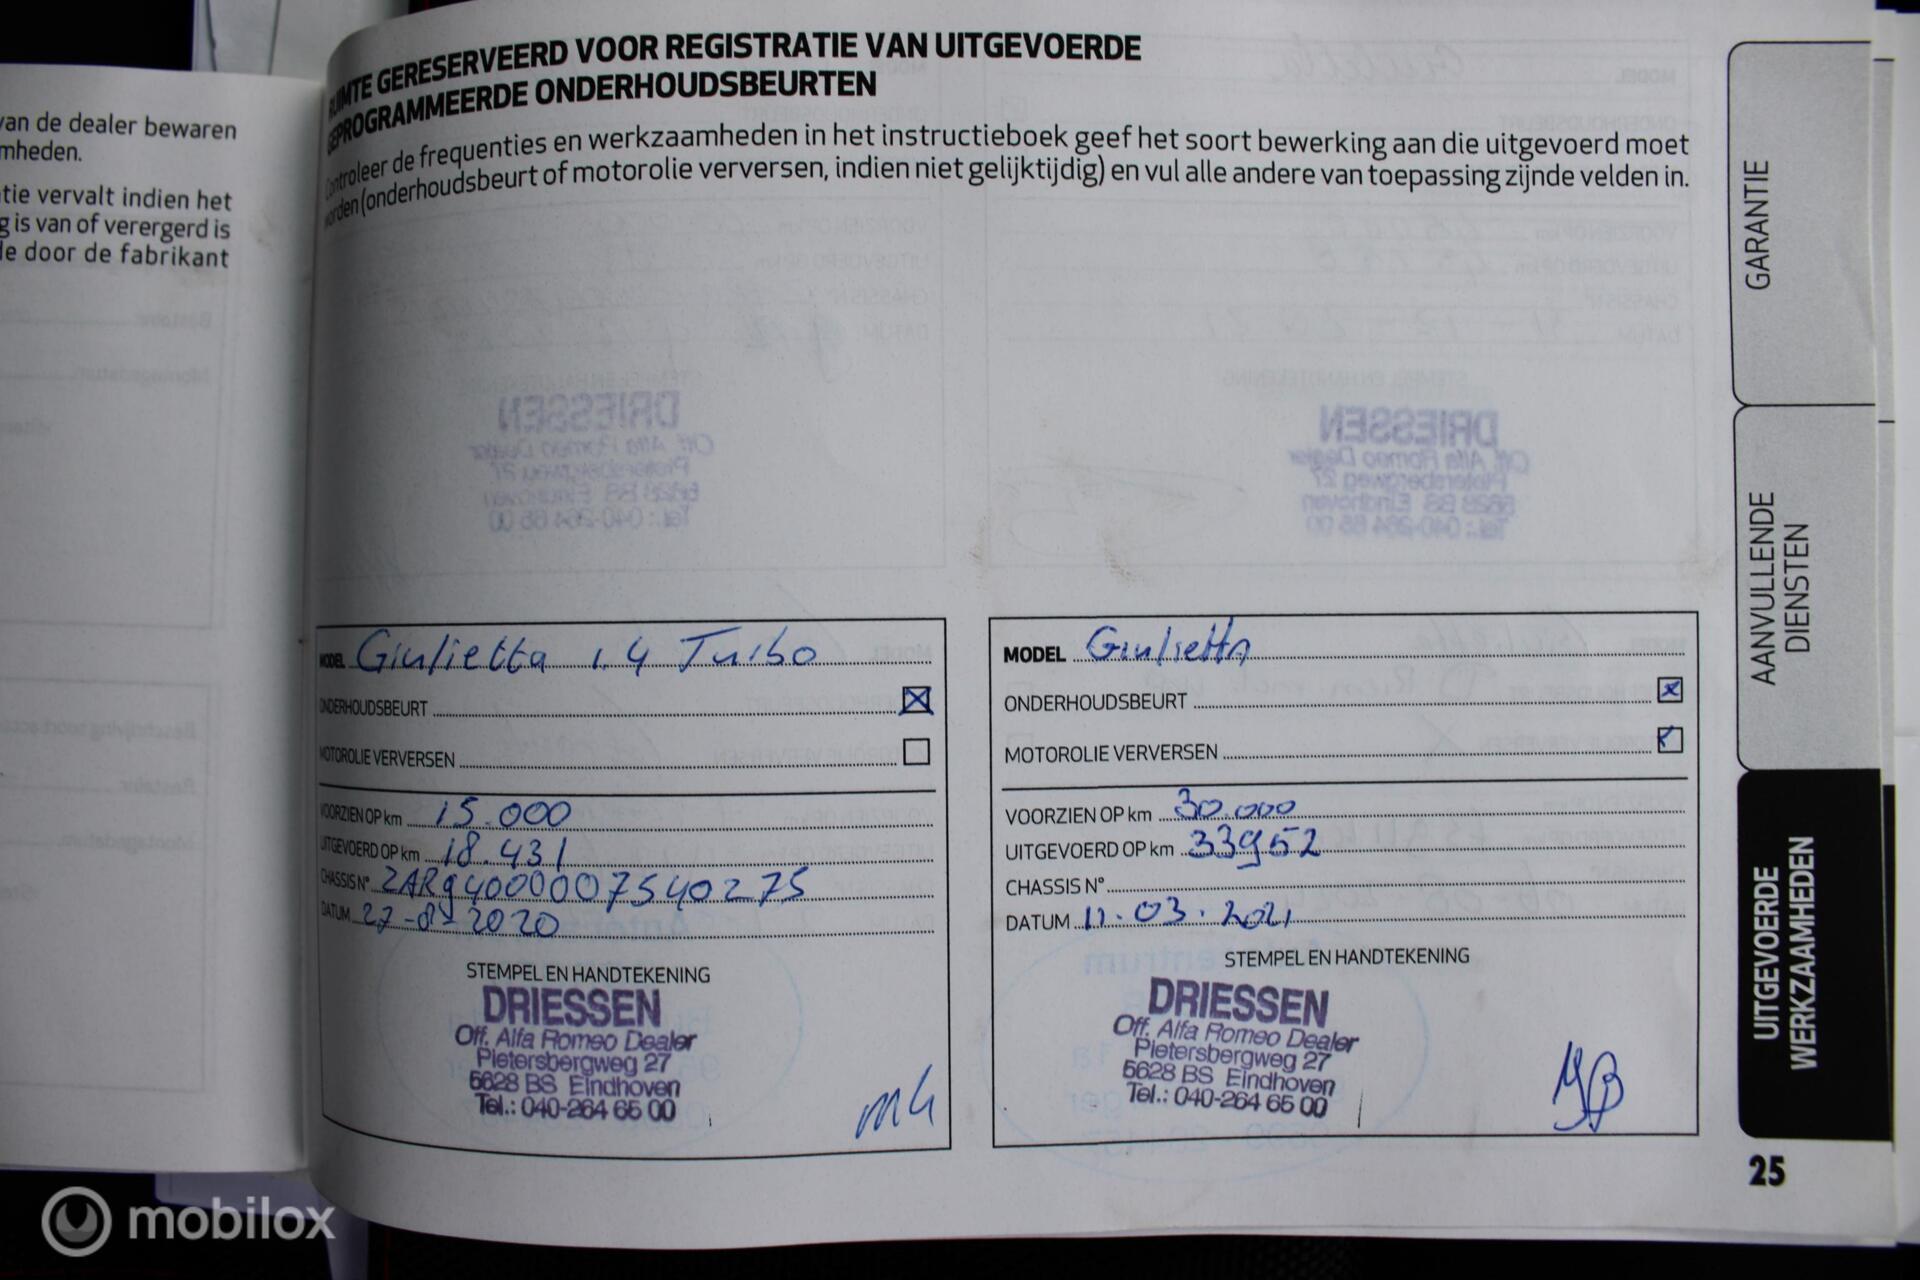 van de dealer bewaren
mheden.
tie vervalt indien het
g is van of verergerd is
de door de fabrikant
RUIMTE GERESERVEERD VOOR REGISTRATIE VAN UITGEVOERDE
GEPROGRAMMEERDE ONDERHOUDSBEURTEN
Controleer de frequenties en werkzaamheden in het instructieboek geef het soort bewerking aan die uitgevoerd moet
worden (onderhoudsbeurt of motorolie verversen, indien niet gelijktijdig) en vul alle andere van toepassing zijnde velden in.
MODEL Giulietta 1.4 Turbo
ONDERHOUDSBEURT
MOTOROLIE VERVERSEN
VOORZIEN OP km 15.000
UITGEVOERD OP km 18.431
CHASSIS N° ZAR94000007540275
DATUM 2020
STEMPEL EN HANDTEKENING
DRIESSEN
Off. Alfa Romeo Dealer
Pietersbergweg 27
5628 BS Eindhoven
Tel.: 040-264 65 00
MODEL Giulietta
ONDERHOUDSBEURT
MOTOROLIE VERVERSEN
VOORZIEN OP km 30.000
UITGEVOERD OP km 33952
CHASSIS N°
DATUM 11.03.2021
STEMPEL EN HANDTEKENING
DRIESSEN
Off. Alfa Romeo Dealer
Pietersbergweg 27
5628 BS Eindhoven
Tel.: 040-264 65 00
GARANTIE
AANVULLENDE
DIENSTEN
UITGEVOERDE
WERKZAAMHEDEN
25
mobilox